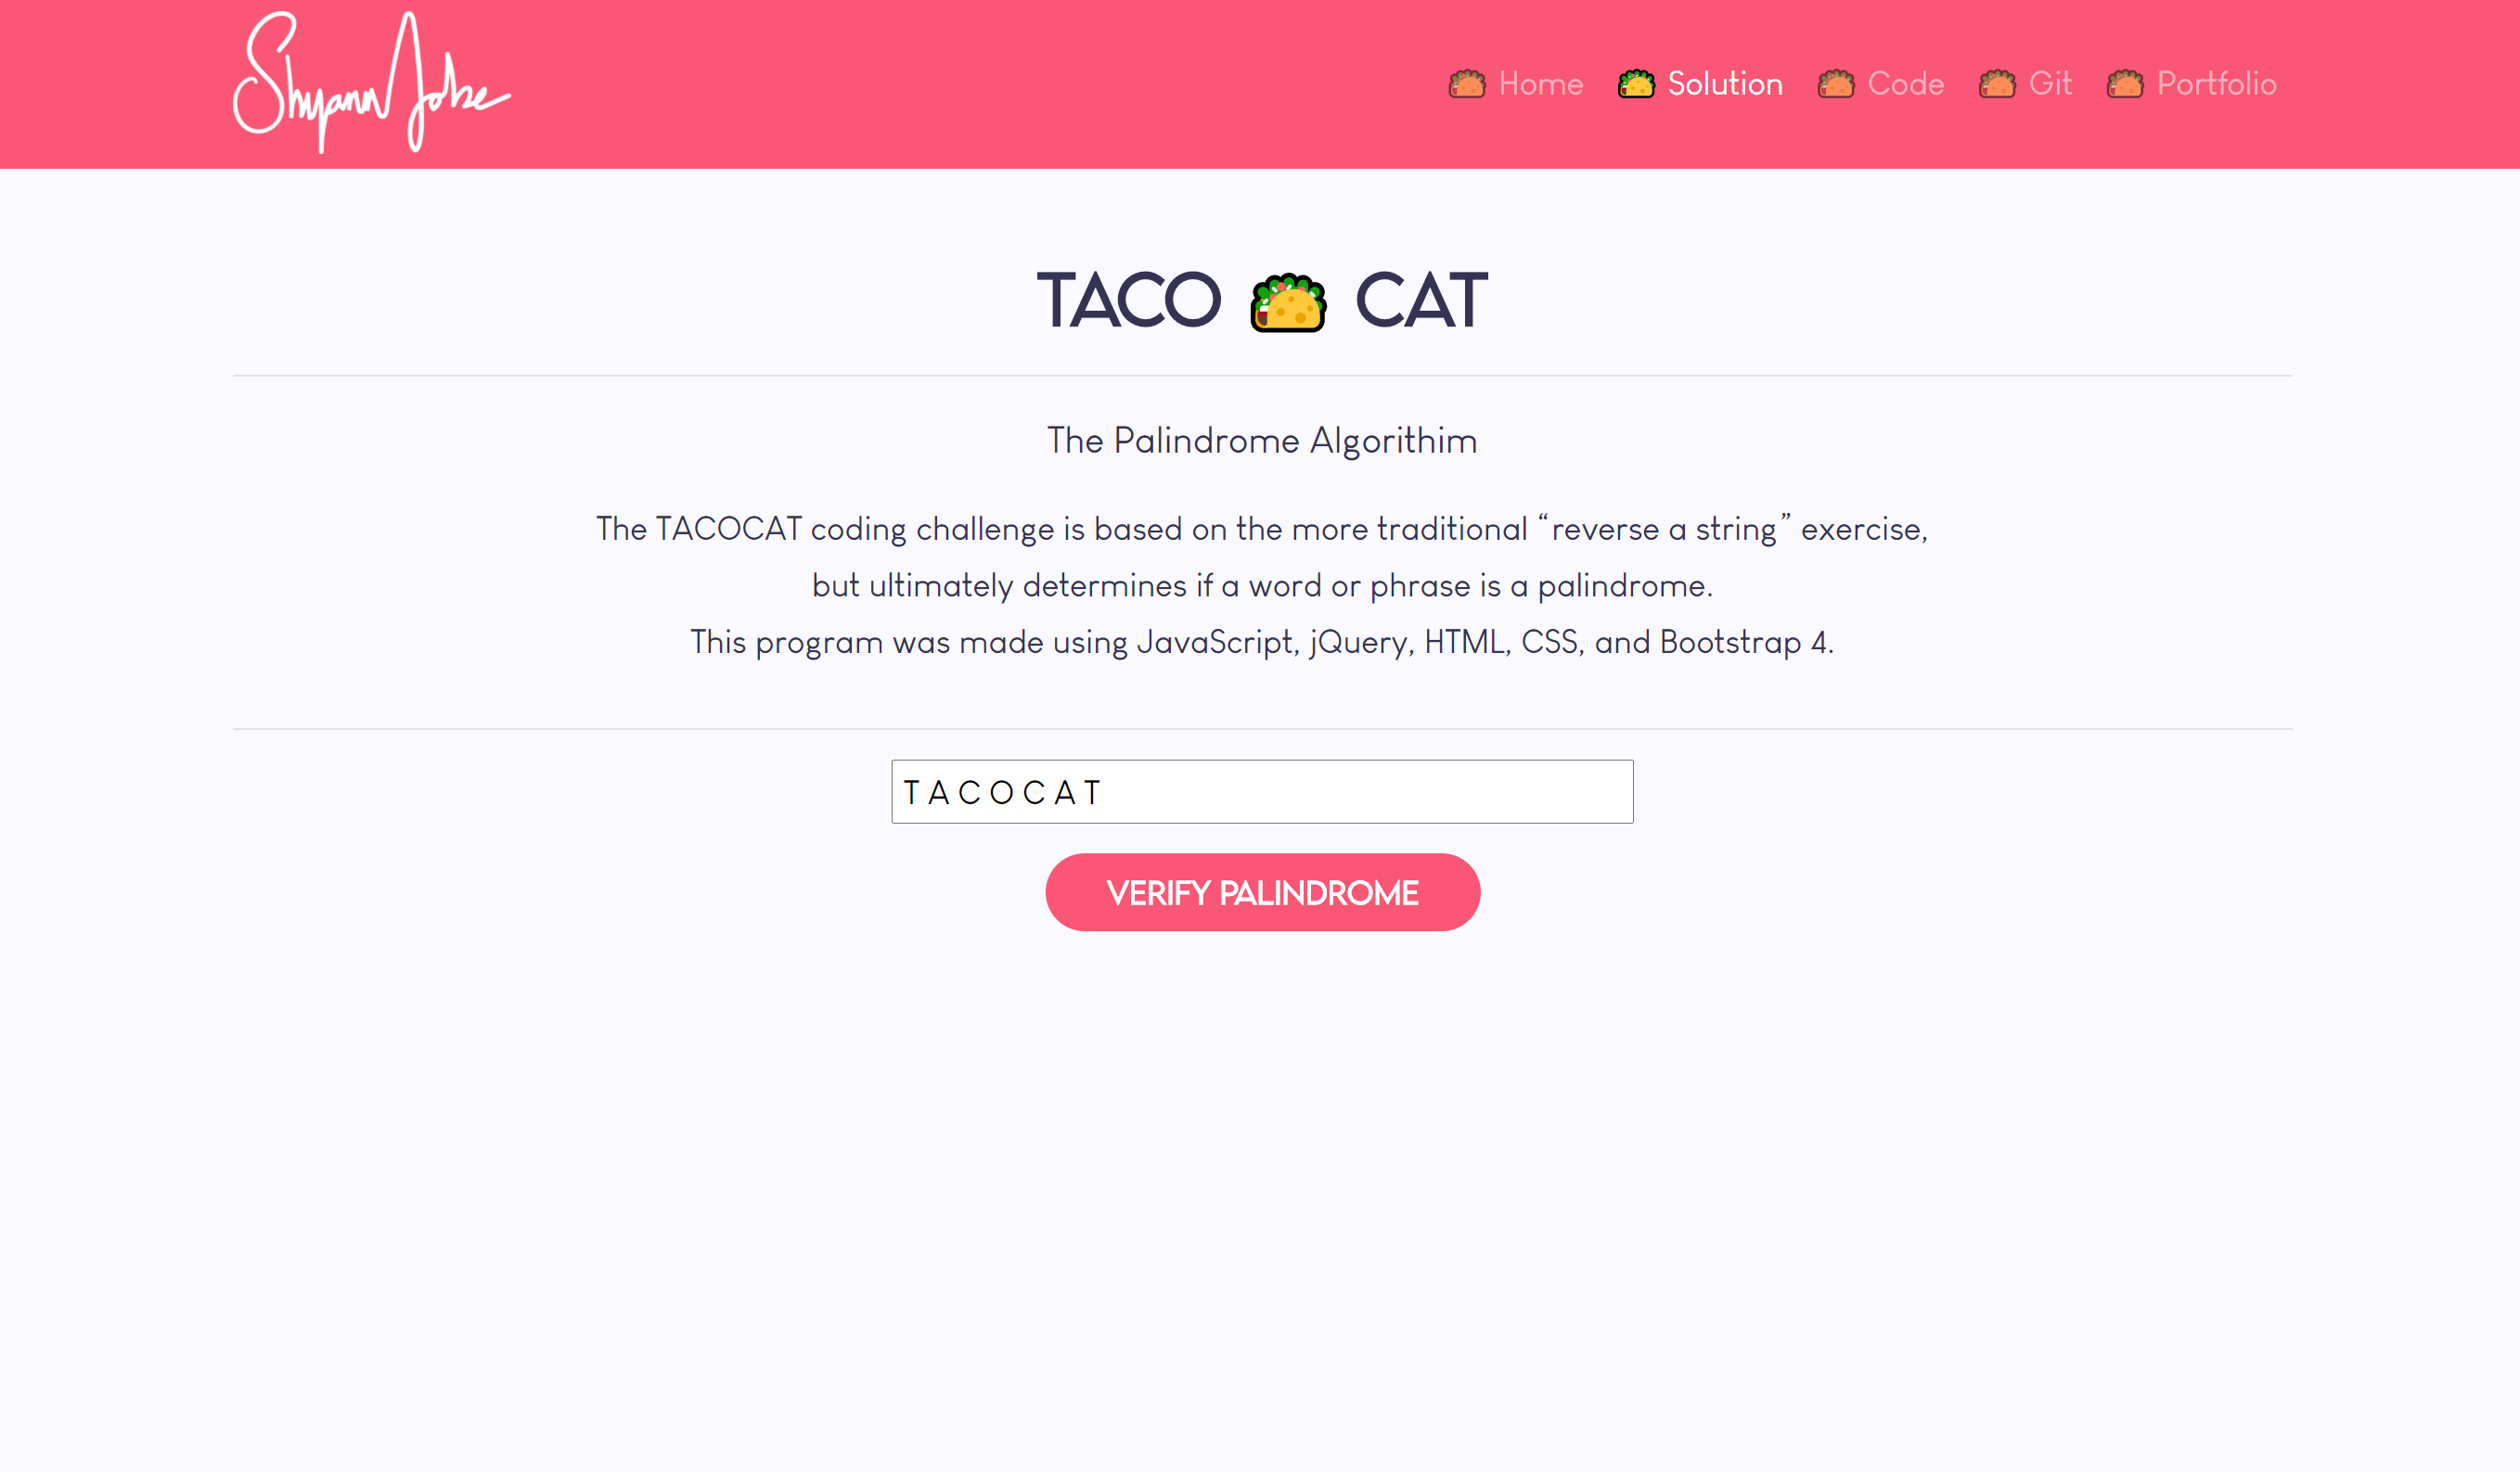 Shyann Jobe
Home Solution Code Git Portfolio
TACO CAT
The Palindrome Algorithim
The TACOCAT coding challenge is based on the more traditional “reverse a string” exercise,
but ultimately determines if a word or phrase is a palindrome.
This program was made using JavaScript, jQuery, HTML, CSS, and Bootstrap 4.
T A C O C A T
VERIFY PALINDROME